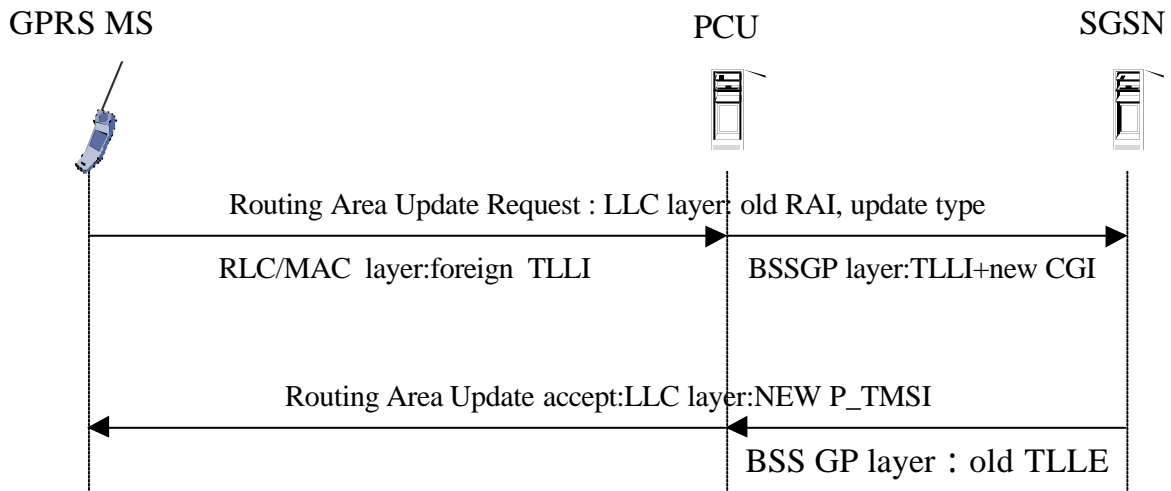 GPRS MS
PCU
SGSN
Routing Area Update Request : LLC layer: old RAI, update type
RLC/MAC layer:foreign TLLI
BSSGP layer:TLLI+new CGI
Routing Area Update accept:LLC layer:NEW P_TMSI
BSS GP layer：old TLLE